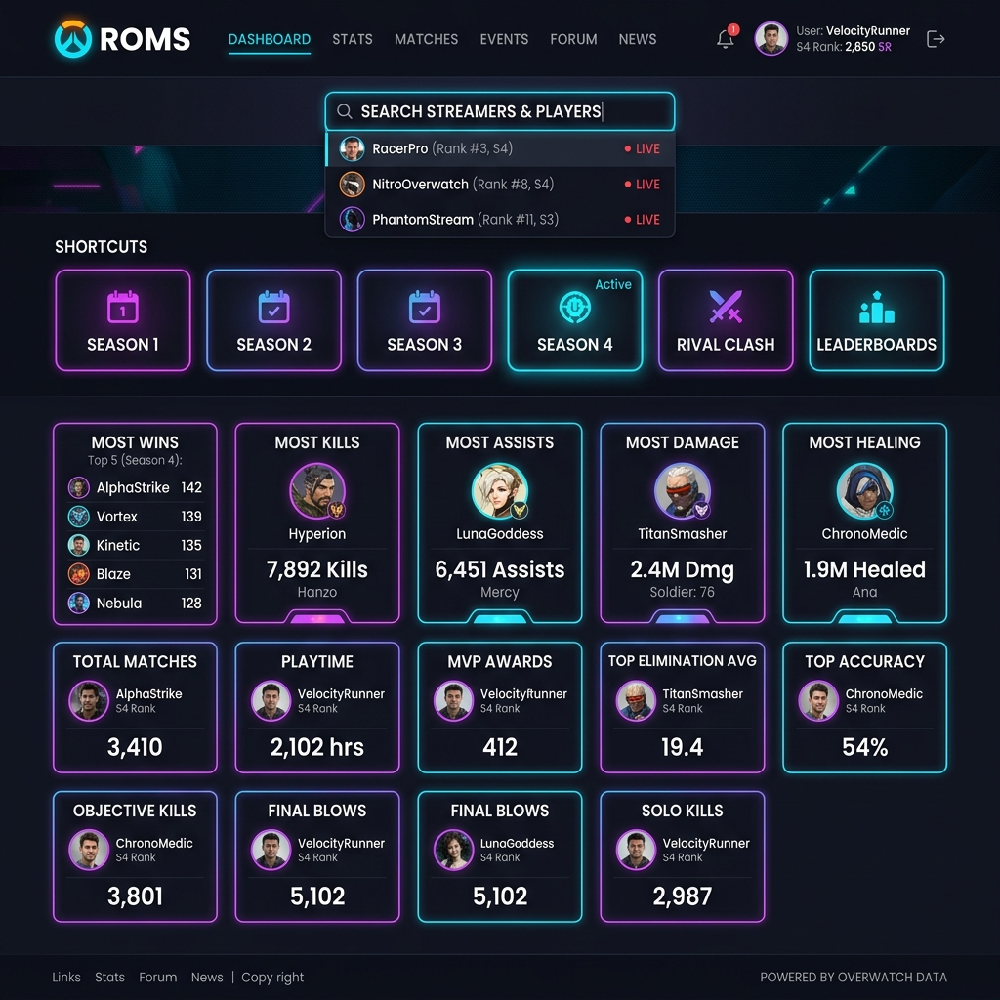 ROMS
DASHBOARD STATS MATCHES EVENTS FORUM NEWS
1
User: VelocityRunner
S4 Rank: 2,850 SR
SEARCH STREAMERS & PLAYERS
RacerPro (Rank #3, S4) LIVE
NitroOverwatch (Rank #8, S4) LIVE
PhantomStream (Rank #11, S3) LIVE
SHORTCUTS
1
SEASON 1
SEASON 2
SEASON 3
Active
SEASON 4
RIVAL CLASH
LEADERBOARDS
MOST WINS
Top 5 (Season 4):
AlphaStrike 142
Vortex 139
Kinetic 135
Blaze 131
Nebula 128
MOST KILLS
Hyperion
7,892 Kills
Hanzo
MOST ASSISTS
LunaGoddess
6,451 Assists
Mercy
MOST DAMAGE
TitanSmasher
2.4M Dmg
Soldier: 76
MOST HEALING
ChronoMedic
1.9M Healed
Ana
TOTAL MATCHES
AlphaStrike
S4 Rank
3,410
PLAYTIME
VelocityRunner
S4 Rank
2,102 hrs
MVP AWARDS
VelocityRunner
S4 Rank
412
TOP ELIMINATION AVG
TitanSmasher
S4 Rank
19.4
TOP ACCURACY
ChronoMedic
S4 Rank
54%
OBJECTIVE KILLS
ChronoMedic
S4 Rank
3,801
FINAL BLOWS
VelocityRunner
S4 Rank
5,102
FINAL BLOWS
LunaGoddess
S4 Rank
5,102
SOLO KILLS
VelocityRunner
S4 Rank
2,987
Links Stats Forum News | Copy right
POWERED BY OVERWATCH DATA